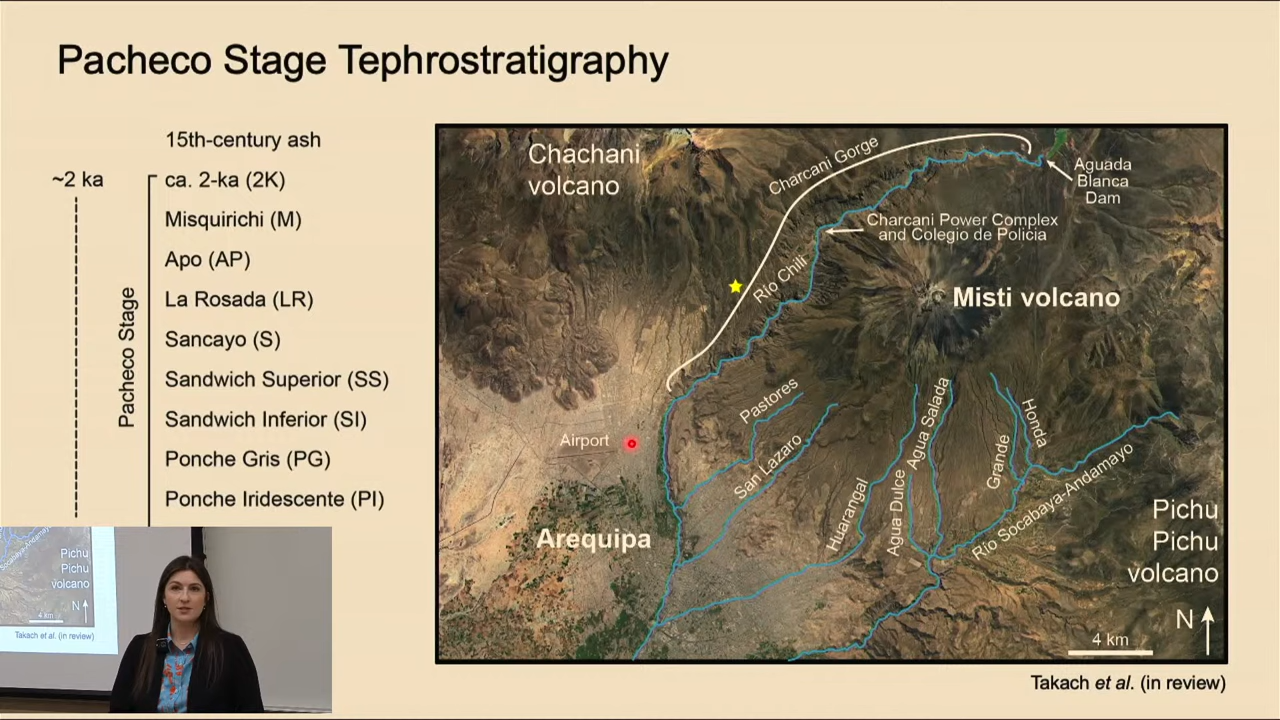 Pacheco Stage Tephrostratigraphy
15th-century ash
~2 ka
ca. 2-ka (2K)
Misquirichi (M)
Apo (AP)
La Rosada (LR)
Sancayo (S)
Sandwich Superior (SS)
Sandwich Inferior (SI)
Ponche Gris (PG)
Ponche Iridescente (PI)
Pacheco Stage
Chachani
volcano
Charcani Gorge
Aguada
Blanca
Dam
Charcani Power Complex
and Colegio de Policia
Río Chili
Misti volcano
Pastores
San Lazaro
Airport
Arequipa
Huarangal
Agua Dulce
Agua Salada
Grande
Honda
Río Socabaya-Andamayo
Pichu
Pichu
volcano
N
4 km
Takach et al. (in review)
Socabaya-Andamayo
Pichu
Pichu
volcano
N
4 km
Takach et al. (in review)